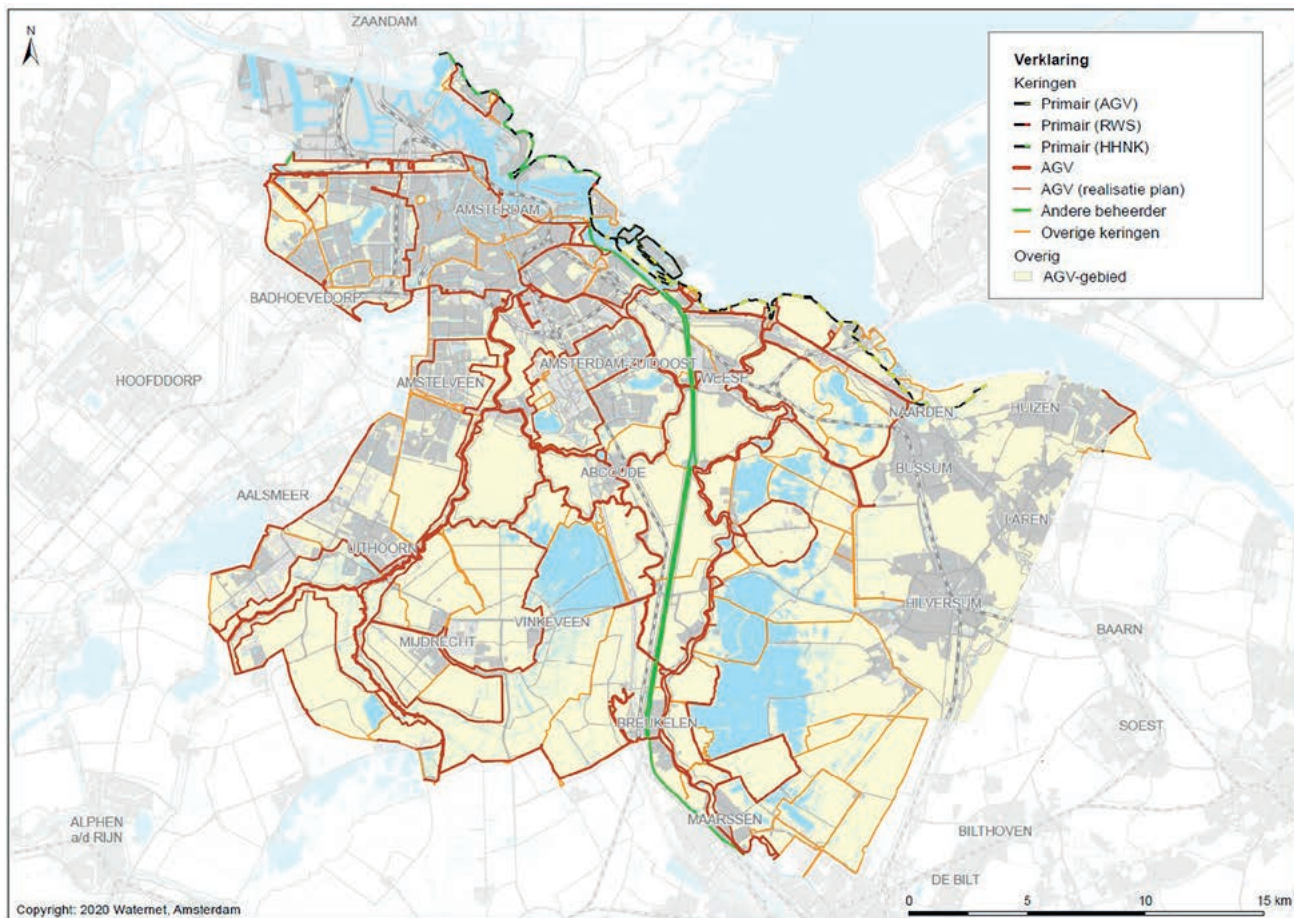 ZAANDAM
N
Verklaring
Keringen
Primair (AGV)
Primair (RWS)
Primair (HHNK)
AGV
AGV (realisatie plan)
Andere beheerder
Overige keringen
Overig
AGV-gebied
AMSTERDAM
BADHOEVEDORP
HOOFDDORP
AMSTELVEEN
AMSTERDAM-ZUIDOOST
WEESP
NAARDEN
HUIZEN
BUSSUM
ABCOUDE
AALSMEER
LAREN
UITHOORN
HILVERSUM
VINKEVEEN
MIJDRECHT
BAARN
BREUKELEN
SOEST
MAARSSEN
ALPHEN
a/d RIJN
BILTHOVEN
DE BILT
0 5 10 15 km
Copyright: 2020 Waternet, Amsterdam